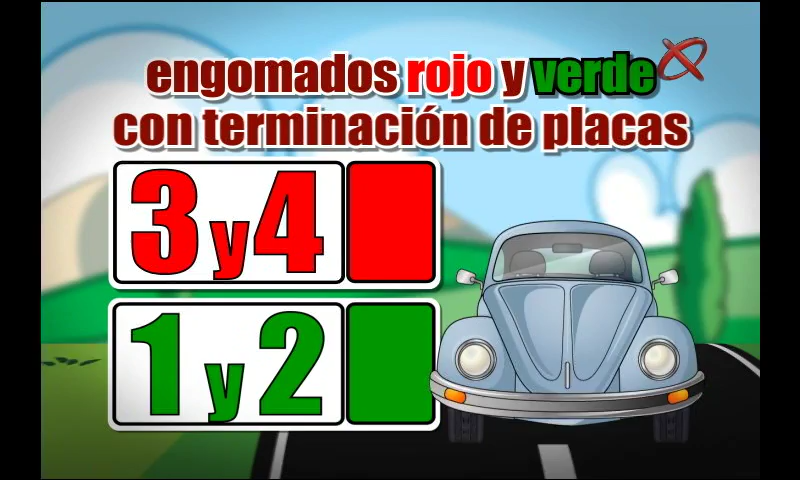 engomados rojo y verde
con terminación de placas
3 y 4
1 y 2